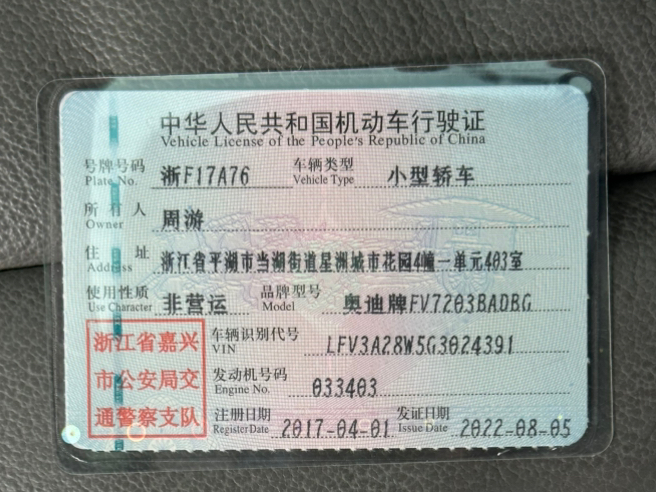 中华人民共和国机动车行驶证
Vehicle License of the People's Republic of China
号牌号码 浙F17A76 车辆类型 小型轿车
Plate No. Vehicle Type
所有人 周游
Owner
住址 浙江省平湖市当湖街道星洲城市花园4幢一单元403室
Address
使用性质 非营运 品牌型号 奥迪牌FV7203BADBG
Use Character Model
浙江省嘉兴
市公安局交
通警察支队
车辆识别代号 LFV3A28W5G3024391
VIN
发动机号码 033403
Engine No.
注册日期 2017-04-01 发证日期 2022-08-05
Register Date Issue Date